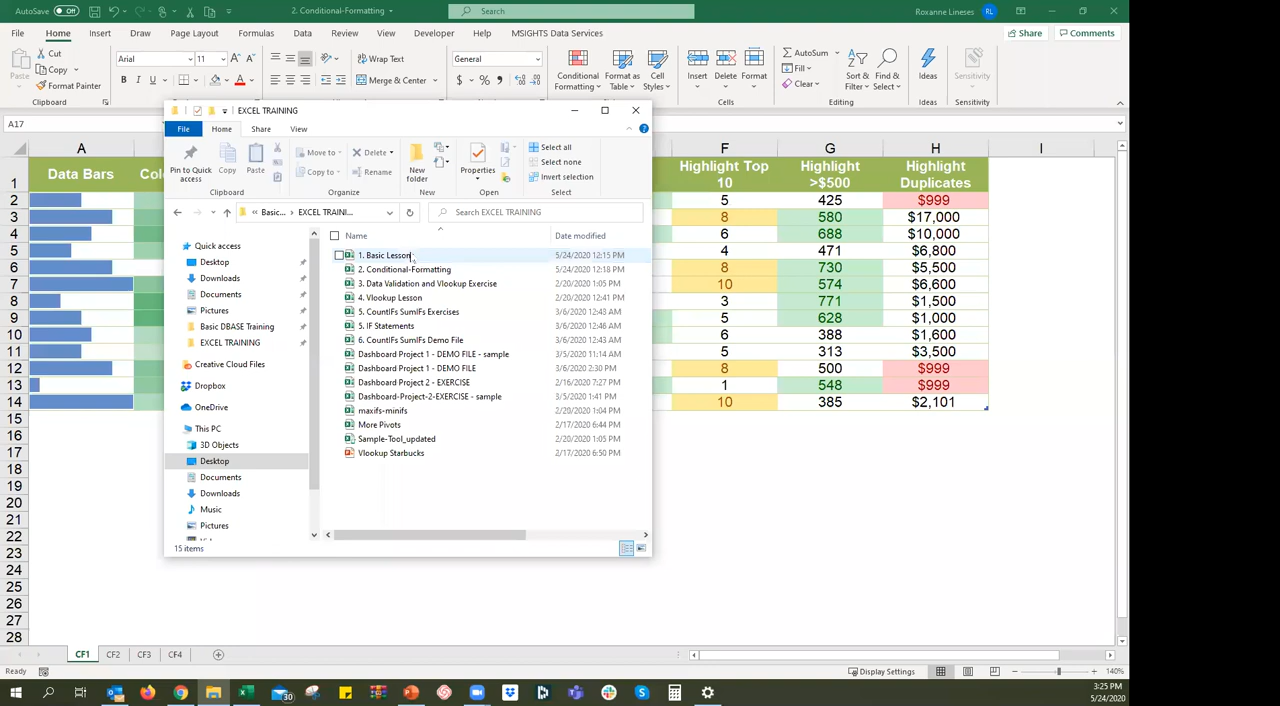 AutoSave Off
2. Conditional-Formatting
Search
Roxanne Lineses RL
File Home Insert Draw Page Layout Formulas Data Review View Developer Help MSIGHTS Data Services Share Comments
Cut
Copy
Format Painter
Paste
Clipboard
Arial 11
B I U
Wrap Text
Merge & Center
General
Conditional Formatting
Format as Table
Cell Styles
Insert Delete Format
Cells
AutoSum
Fill
Clear
Sort & Filter
Find & Select
Editing
Ideas
Ideas
Sensitivity
Sensitivity
A17
EXCEL TRAINING
File Home Share View
Pin to Quick access
Copy
Paste
Clipboard
Move to
Copy to
Delete
Rename
Organize
New folder
New
Properties
Open
Select all
Select none
Invert selection
Select
Basic... EXCEL TRAINI...
Search EXCEL TRAINING
Quick access
Desktop
Downloads
Documents
Pictures
Basic DBASE Training
EXCEL TRAINING
Creative Cloud Files
Dropbox
OneDrive
This PC
3D Objects
Desktop
Documents
Downloads
Music
Pictures
Name Date modified
1. Basic Lesson 5/24/2020 12:15 PM
2. Conditional-Formatting 5/24/2020 12:18 PM
3. Data Validation and Vlookup Exercise 2/20/2020 1:05 PM
4. Vlookup Lesson 2/20/2020 12:41 PM
5. CountIFs SumIFs Exercises 3/6/2020 12:43 AM
5. IF Statements 3/6/2020 12:46 AM
6. CountIFs SumIFs Demo File 3/6/2020 12:43 AM
Dashboard Project 1 - DEMO FILE - sample 3/5/2020 11:14 AM
Dashboard Project 1 - DEMO FILE 3/6/2020 2:30 PM
Dashboard Project 2 - EXERCISE 2/16/2020 7:27 PM
Dashboard-Project-2-EXERCISE - sample 3/5/2020 1:41 PM
maxifs-minifs 2/29/2020 1:04 PM
More Pivots 2/17/2020 6:44 PM
Sample-Tool_updated 2/20/2020 1:05 PM
Vlookup Starbucks 2/17/2020 6:50 PM
15 items
A F G H I
1 Data Bars Highlight Top 10 Highlight >$500 Highlight Duplicates
2 5 425 $999
3 8 580 $17,000
4 6 688 $10,000
5 4 471 $6,800
6 8 730 $5,500
7 10 574 $6,600
8 3 771 $1,500
9 5 628 $1,000
10 6 388 $1,600
11 5 313 $3,500
12 8 500 $999
13 1 548 $999
14 10 385 $2,101
15
16
17
18
19
20
21
22
23
24
25
26
27
28
CF1 CF2 CF3 CF4
Ready
Display Settings
140%
30
3:25 PM
5/24/2020